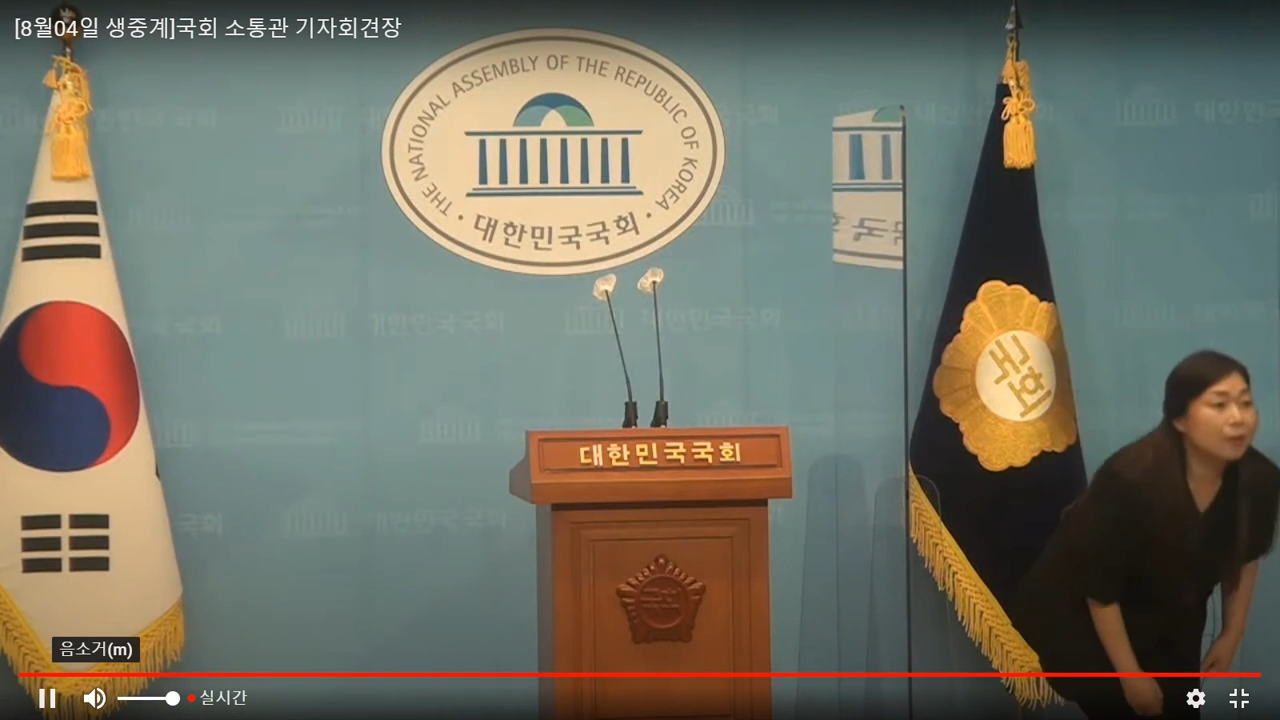 [8월04일 생중계]국회 소통관 기자회견장
THE NATIONAL ASSEMBLY OF THE REPUBLIC OF KOREA
• 대한민국국회 •
국회
대한민국국회
음소거(m)
실시간